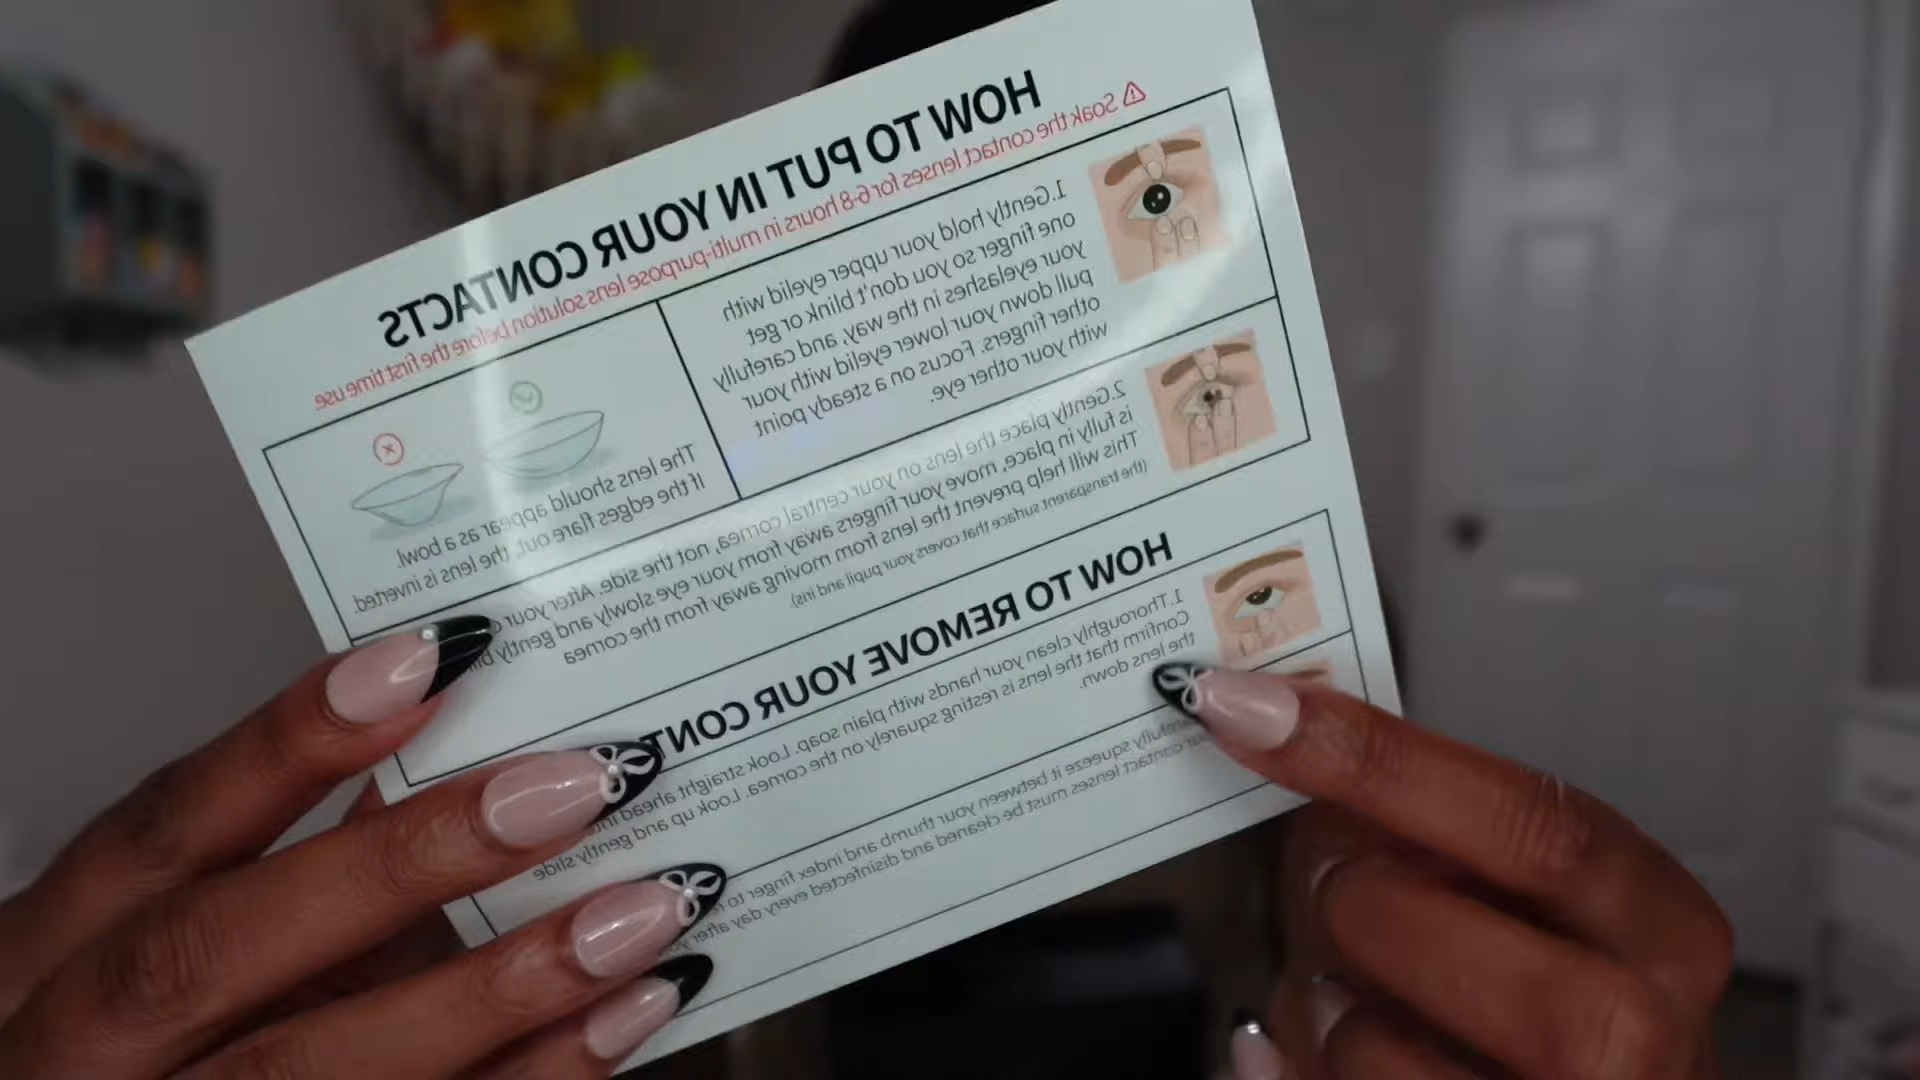 HOW TO PUT IN YOUR CONTACTS
Soak the contact lenses for 6-8 hours in multi-purpose lens solution before the first time use.
1.Gently hold your upper eyelid with
one finger so you don't blink or get
your eyelashes in the way, and carefully
pull down your lower eyelid with your
other fingers. Focus on a steady point
with your other eye.
The lens should appear as a bowl.
If the edges flare out, the lens is inverted.
2.Gently place the lens on your central cornea, not the side. After your
is fully in place, move your fingers away from your eye slowly and gently
This will help prevent the lens from moving away from the cornea
(the transparent surface that covers your pupil and iris).
HOW TO REMOVE YOUR
1.Thoroughly clean your hands with plain soap. Look straight ahead
Confirm that the lens is resting squarely on the cornea. Look up and gently slide
the lens down.
squeeze it between your thumb and index finger to
contact lenses must be cleaned and disinfected every day after